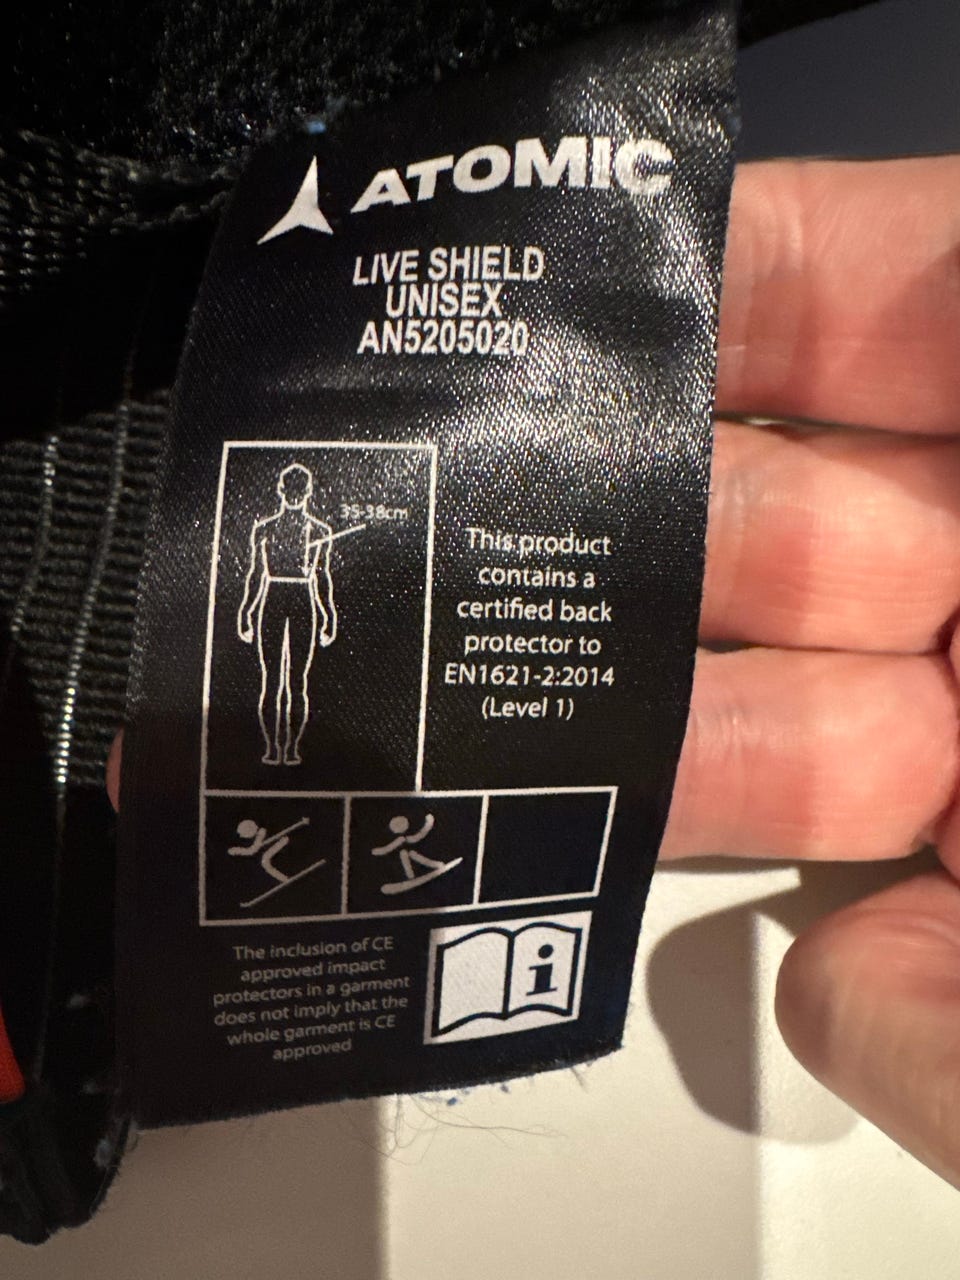 ATOMIC
LIVE SHIELD
UNISEX
AN5205020
35-38cm
This product
contains a
certified back
protector to
EN1621-2:2014
(Level 1)
The inclusion of CE
approved impact
protectors in a garment
does not imply that the
whole garment is CE
approved
i